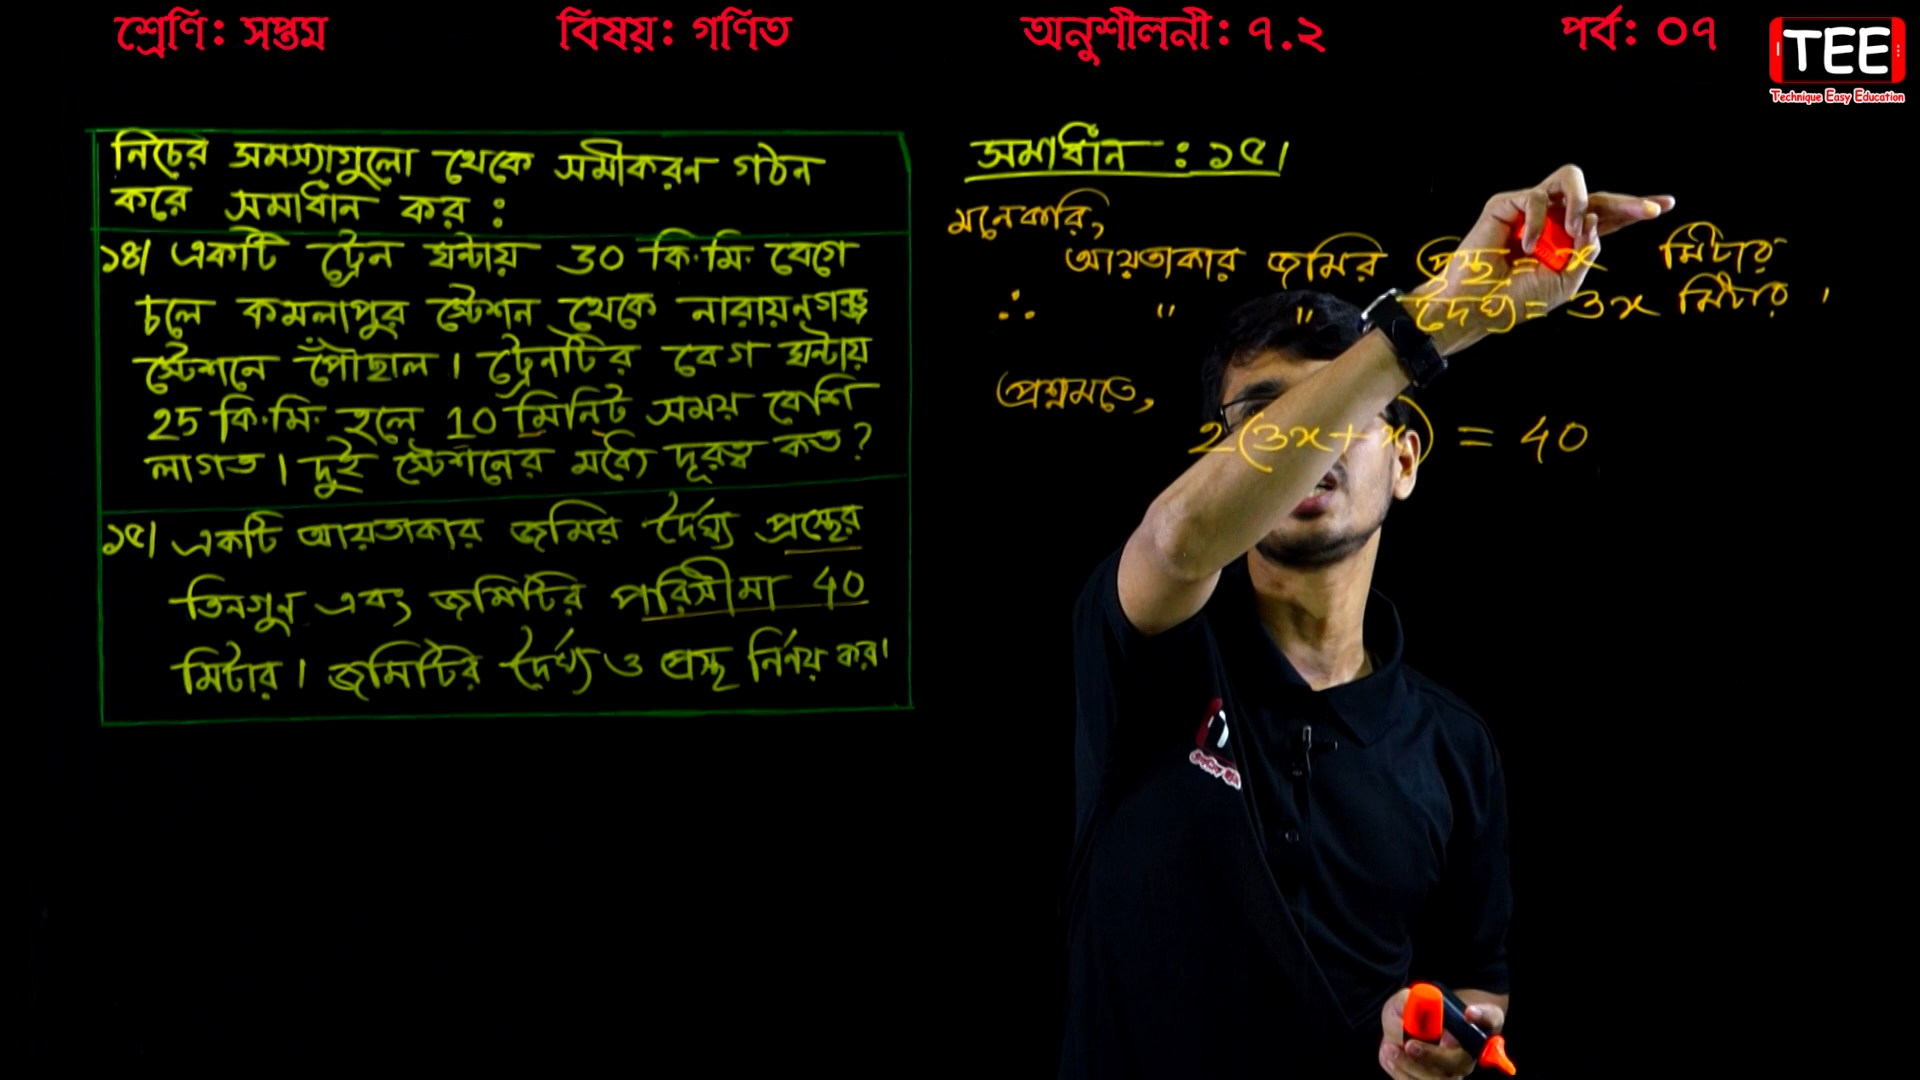 শ্রেণি: সপ্তম বিষয়: গণিত অনুশীলনী: ৭.২ পর্ব: ০৭
TEE
Technique Easy Education
নিচের সমস্যাগুলো থেকে সমীকরণ গঠন
করে সমাধান কর :
১৪। একটি ট্রেন ঘন্টায় 30 কি.মি. বেগে
চলে কমলাপুর স্টেশন থেকে নারায়নগঞ্জ
স্টেশনে পৌঁছাল। ট্রেনটির বেগ ঘন্টায়
25 কি.মি. হলে 10 মিনিট সময় বেশি
লাগত। দুই স্টেশনের মধ্যে দূরত্ব কত?
১৫। একটি আয়তাকার জমির দৈর্ঘ্য প্রস্থের
তিনগুন এবং জমিটির পরিসীমা 40
মিটার। জমিটির দৈর্ঘ্য ও প্রস্থ নির্নয় কর।
সমাধান : ১৫।
মনেকরি,
আয়তাকার জমির প্রস্থ = x মিটার
∴ " " দৈর্ঘ্য = 3x মিটার।
প্রশ্নমতে,
2(3x+x) = 40